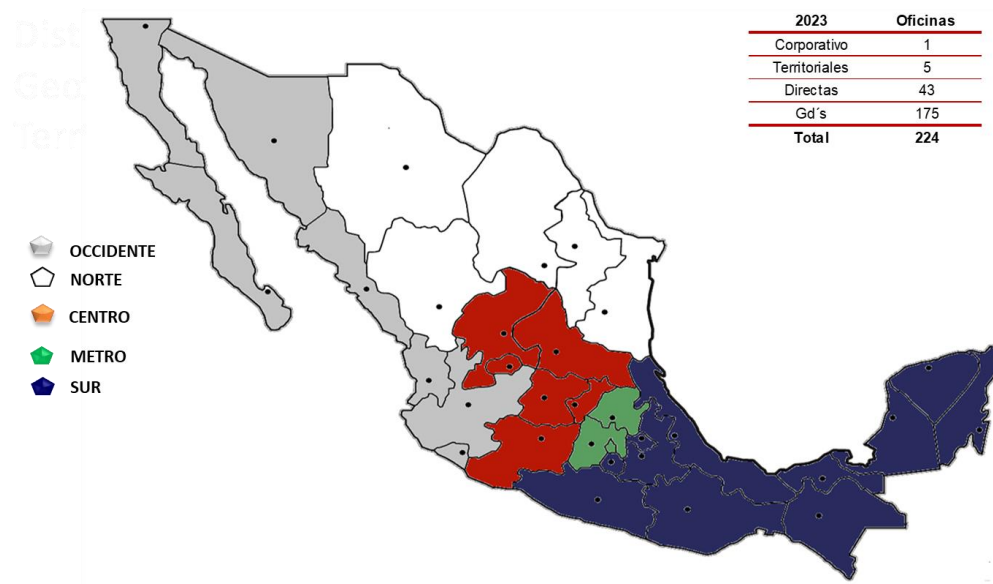 2023 Oficinas
Corporativo 1
Territoriales 5
Directas 43
Gd´s 175
Total 224
OCCIDENTE
NORTE
CENTRO
METRO
SUR